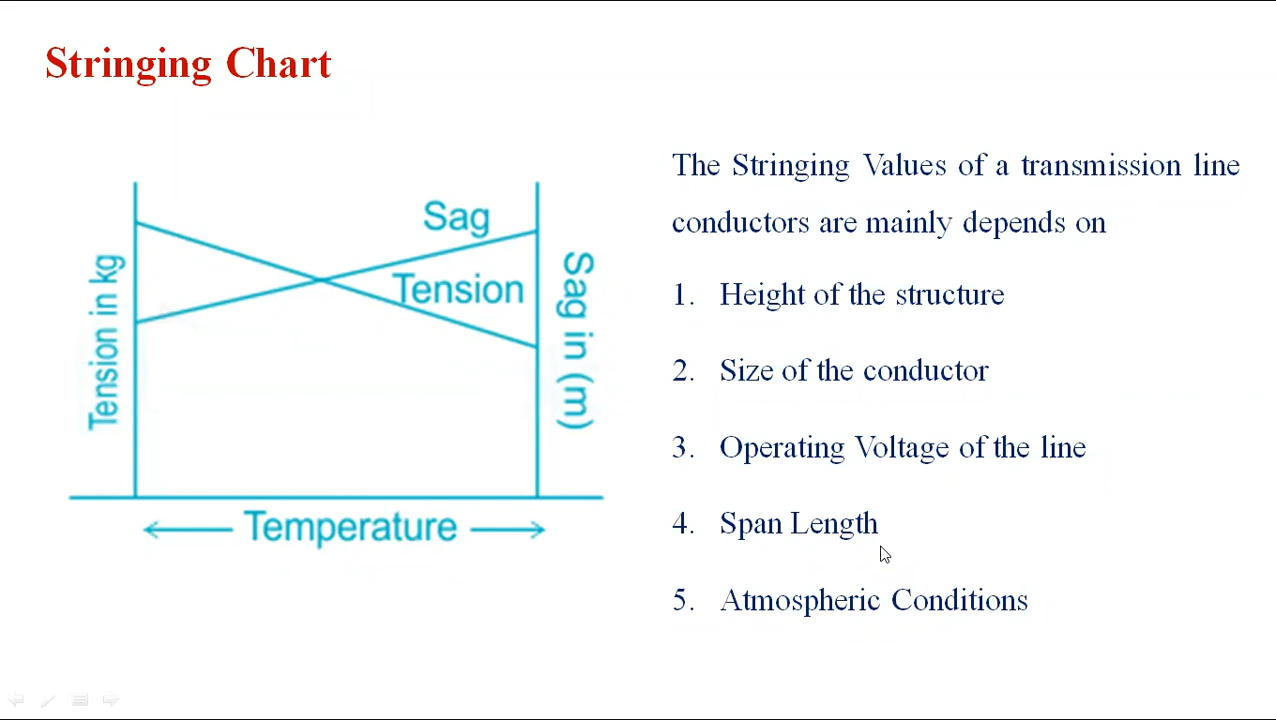 Stringing Chart
Sag
Tension
Tension in kg
Sag in (m)
Temperature
The Stringing Values of a transmission line
conductors are mainly depends on
1. Height of the structure
2. Size of the conductor
3. Operating Voltage of the line
4. Span Length
5. Atmospheric Conditions